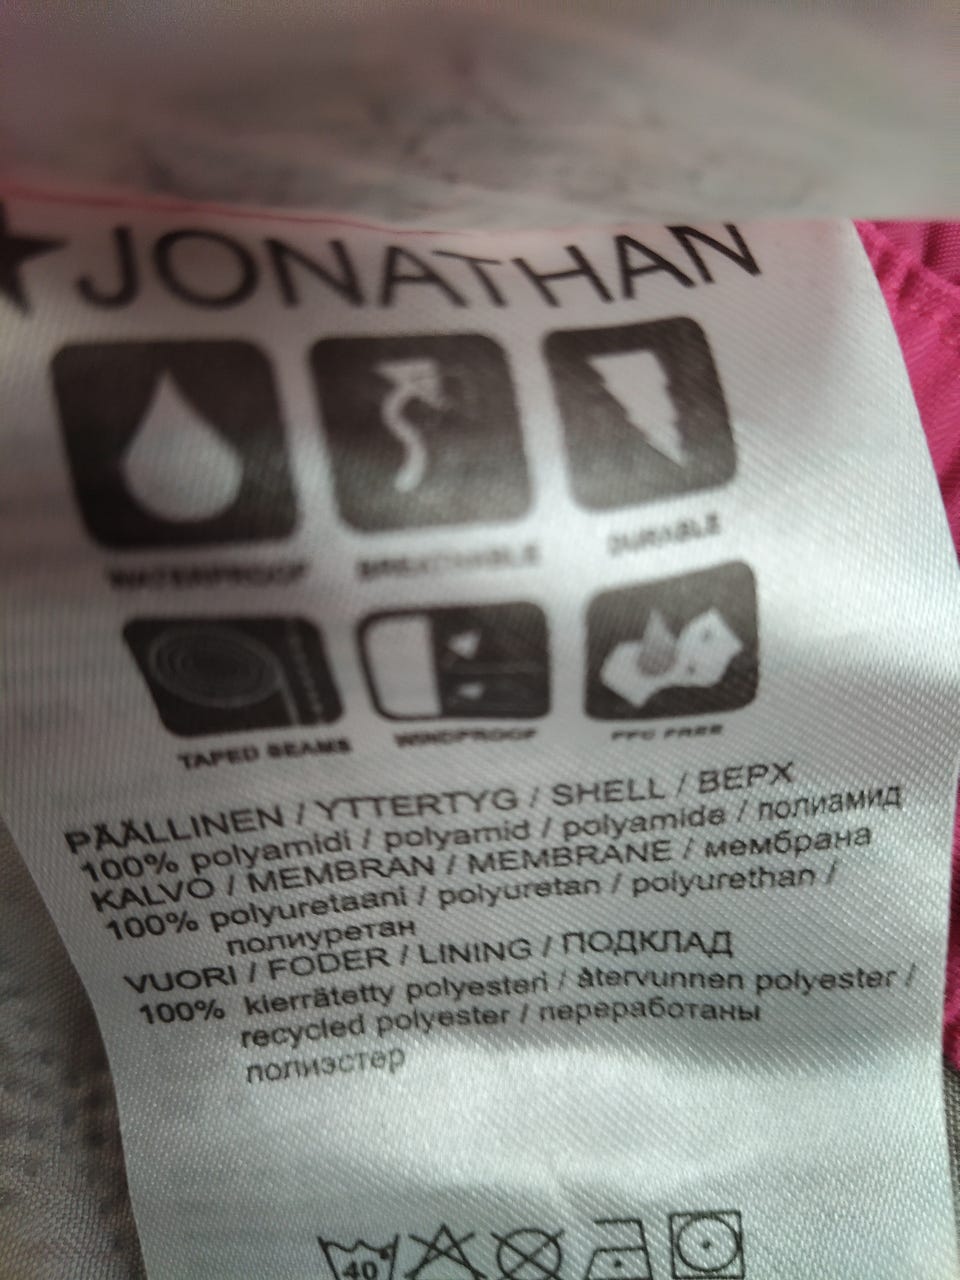 JONATHAN
WATERPROOF BREATHABLE DURABLE
TAPED SEAMS WINDPROOF PFC FREE
PÄÄLLINEN / YTTERTYG / SHELL / ВЕРХ
100% polyamidi / polyamid / polyamide / полиамид
KALVO / MEMBRAN / MEMBRANE / мембрана
100% polyuretaani / polyuretan / polyurethan /
полиуретан
VUORI / FODER / LINING / ПОДКЛАД
100% kierrätetty polyesteri / återvunnen polyester /
recycled polyester / переработаны
полиэстер
40°